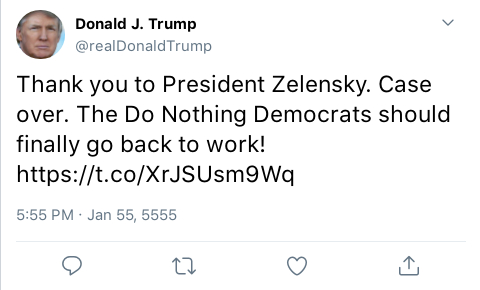 Donald J. Trump
@realDonaldTrump
Thank you to President Zelensky. Case
over. The Do Nothing Democrats should
finally go back to work!
https://t.co/XrJSUsm9Wq
5:55 PM · Jan 55, 5555